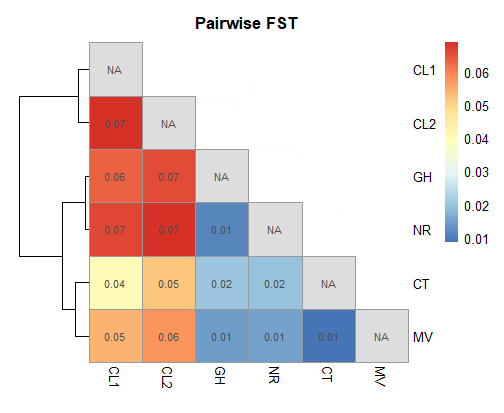 Pairwise FST
NA CL1
0.07 NA CL2
0.06 0.07 NA GH
0.07 0.07 0.01 NA NR
0.04 0.05 0.02 0.02 NA CT
0.05 0.06 0.01 0.01 0.01 NA MV
CL1 CL2 GH NR CT MV
0.06
0.05
0.04
0.03
0.02
0.01